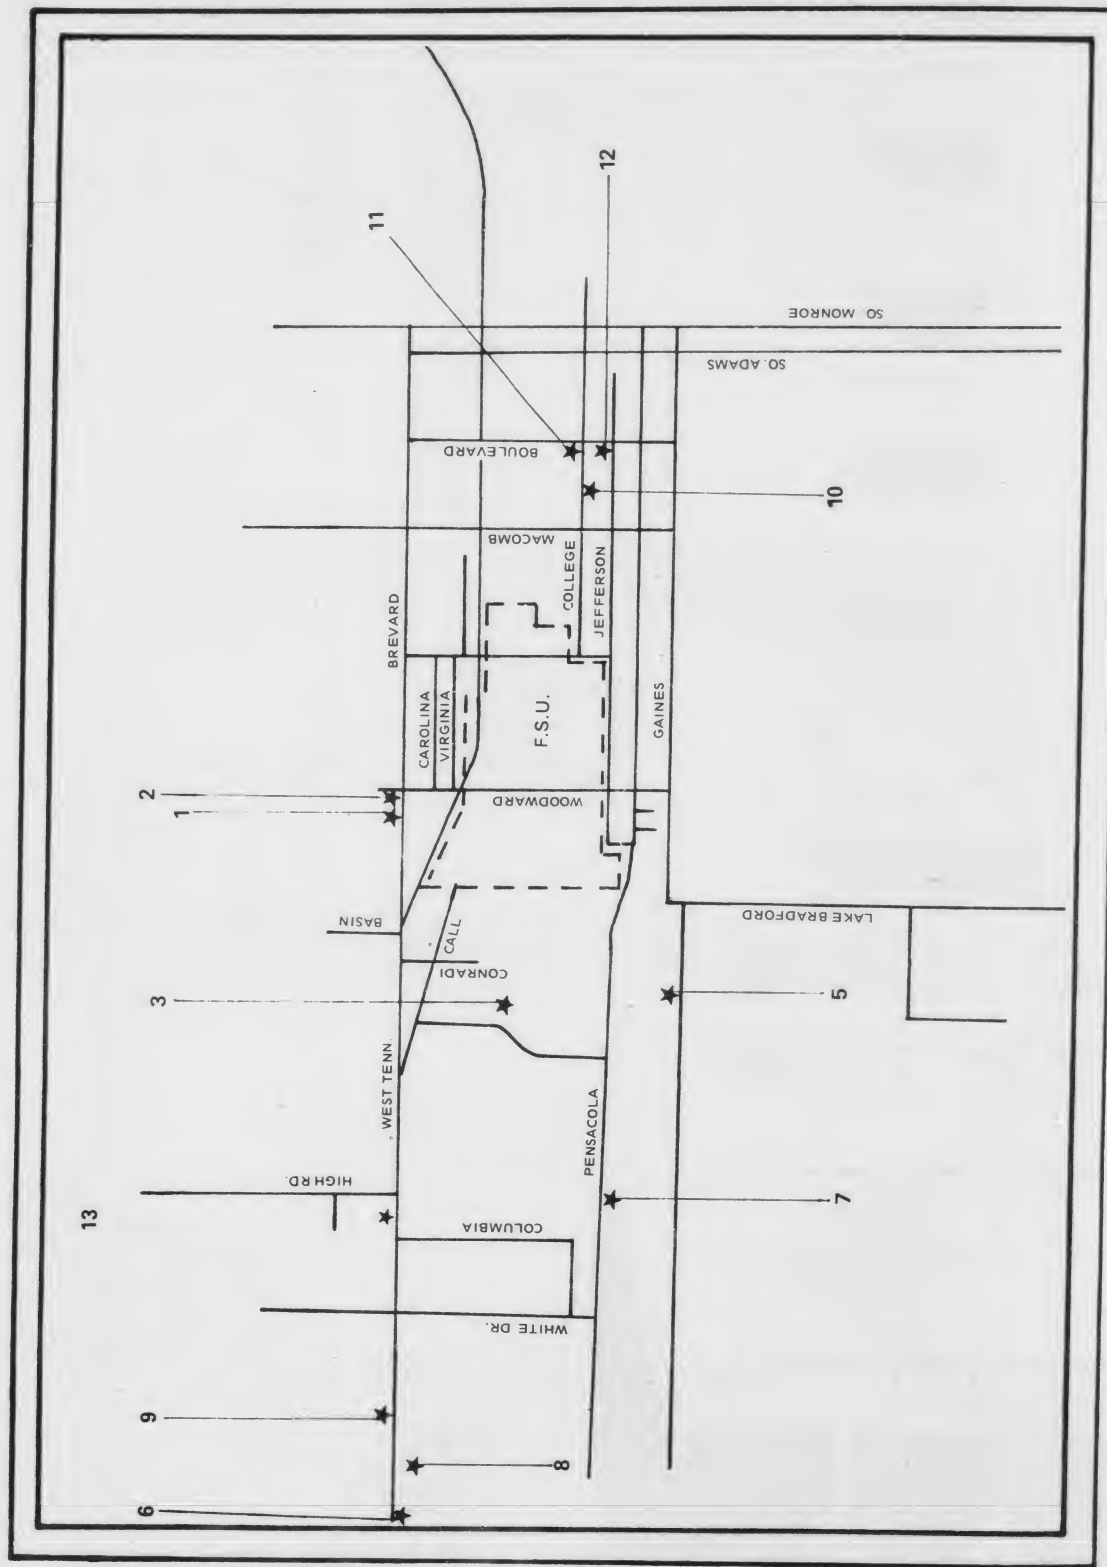 13
6
9
3
1
2
11
12
HIGH RD.
BASIN
WEST TENN.
BREVARD
CAROLINA
VIRGINIA
CALL
CONRADI
COLUMBIA
WHITE DR.
WOODWARD
F.S.U.
MACOMB
BOULEVARD
COLLEGE
JEFFERSON
8
PENSACOLA
GAINES
LAKE BRADFORD
SO. ADAMS
SO. MONROE
7
5
10